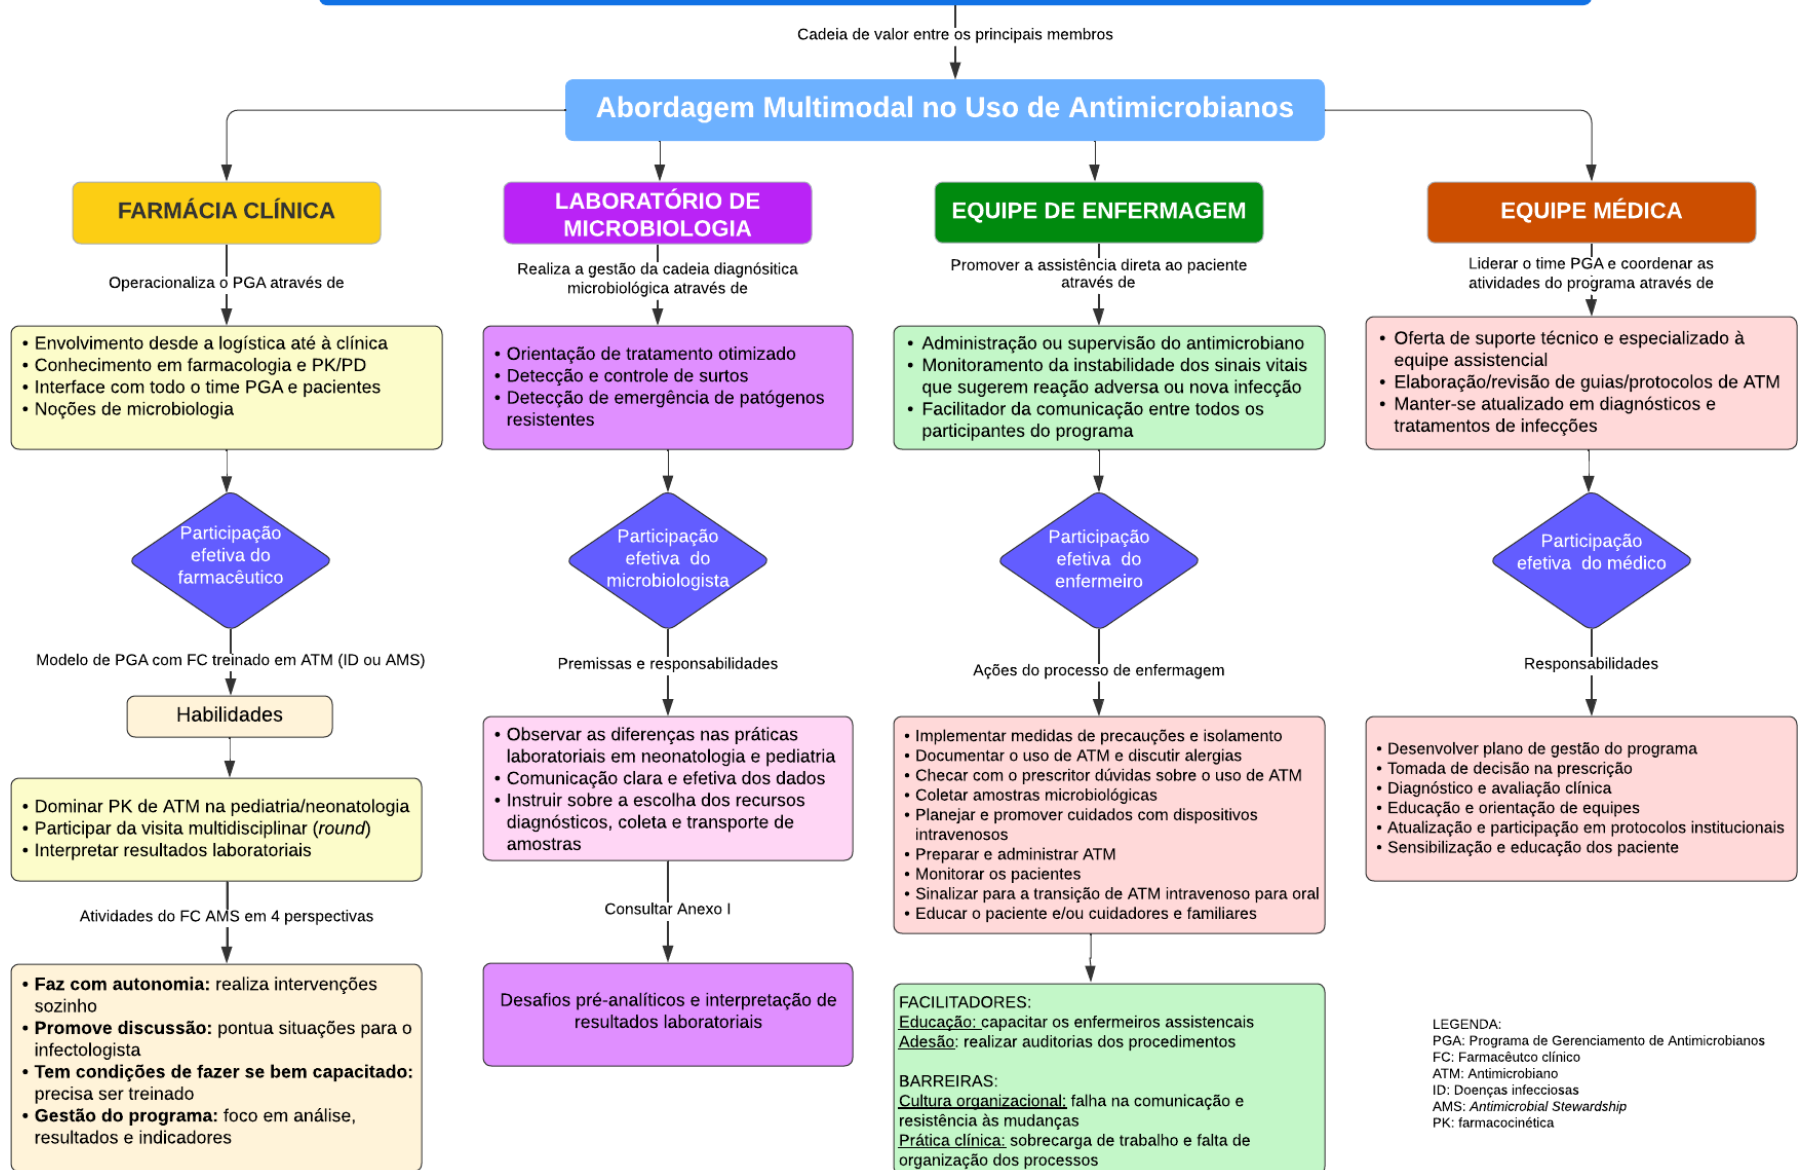 Cadeia de valor entre os principais membros
Abordagem Multimodal no Uso de Antimicrobianos
FARMÁCIA CLÍNICA
Operacionaliza o PGA através de
• Envolvimento desde a logística até à clínica
• Conhecimento em farmacologia e PK/PD
• Interface com todo o time PGA e pacientes
• Noções de microbiologia
Participação
efetiva do
farmacêutico
Modelo de PGA com FC treinado em ATM (ID ou AMS)
Habilidades
• Dominar PK de ATM na pediatria/neonatologia
• Participar da visita multidisciplinar (round)
• Interpretar resultados laboratoriais
Atividades do FC AMS em 4 perspectivas
• Faz com autonomia: realiza intervenções
sozinho
• Promove discussão: pontua situações para o
infectologista
• Tem condições de fazer se bem capacitado:
precisa ser treinado
• Gestão do programa: foco em análise,
resultados e indicadores
LABORATÓRIO DE
MICROBIOLOGIA
Realiza a gestão da cadeia diagnósitica
microbiológica através de
• Orientação de tratamento otimizado
• Detecção e controle de surtos
• Detecção de emergência de patógenos
resistentes
Participação
efetiva do
microbiologista
Premissas e responsabilidades
• Observar as diferenças nas práticas
laboratoriais em neonatologia e pediatria
• Comunicação clara e efetiva dos dados
• Instruir sobre a escolha dos recursos
diagnósticos, coleta e transporte de
amostras
Consultar Anexo I
Desafios pré-analíticos e interpretação de
resultados laboratoriais
EQUIPE DE ENFERMAGEM
Promover a assistência direta ao paciente
através de
• Administração ou supervisão do antimicrobiano
• Monitoramento da instabilidade dos sinais vitais
que sugerem reação adversa ou nova infecção
• Facilitador da comunicação entre todos os
participantes do programa
Participação
efetiva do
enfermeiro
Ações do processo de enfermagem
• Implementar medidas de precauções e isolamento
• Documentar o uso de ATM e discutir alergias
• Checar com o prescritor dúvidas sobre o uso de ATM
• Coletar amostras microbiológicas
• Planejar e promover cuidados com dispositivos
intravenosos
• Preparar e administrar ATM
• Monitorar os pacientes
• Sinalizar para a transição de ATM intravenoso para oral
• Educar o paciente e/ou cuidadores e familiares
FACILITADORES:
Educação: capacitar os enfermeiros assistencais
Adesão: realizar auditorias dos procedimentos
BARREIRAS:
Cultura organizacional: falha na comunicação e
resistência às mudanças
Prática clínica: sobrecarga de trabalho e falta de
organização dos processos
EQUIPE MÉDICA
Liderar o time PGA e coordenar as
atividades do programa através de
• Oferta de suporte técnico e especializado à
equipe assistencial
• Elaboração/revisão de guias/protocolos de ATM
• Manter-se atualizado em diagnósticos e
tratamentos de infecções
Participação
efetiva do médico
Responsabilidades
• Desenvolver plano de gestão do programa
• Tomada de decisão na prescrição
• Diagnóstico e avaliação clínica
• Educação e orientação de equipes
• Atualização e participação em protocolos institucionais
• Sensibilização e educação dos paciente
LEGENDA:
PGA: Programa de Gerenciamento de Antimicrobianos
FC: Farmacêutco clínico
ATM: Antimicrobiano
ID: Doenças infecciosas
AMS: Antimicrobial Stewardship
PK: farmacocinética